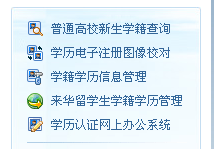 普通高校新生学籍查询
学历电子注册图像校对
学籍学历信息管理
来华留学生学籍学历管理
学历认证网上办公系统